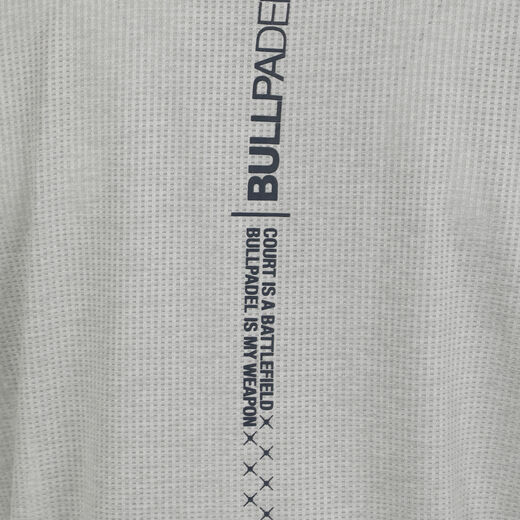 BULLPADEL
COURT IS A BATTLEFIELD
BULLPADEL IS MY WEAPON